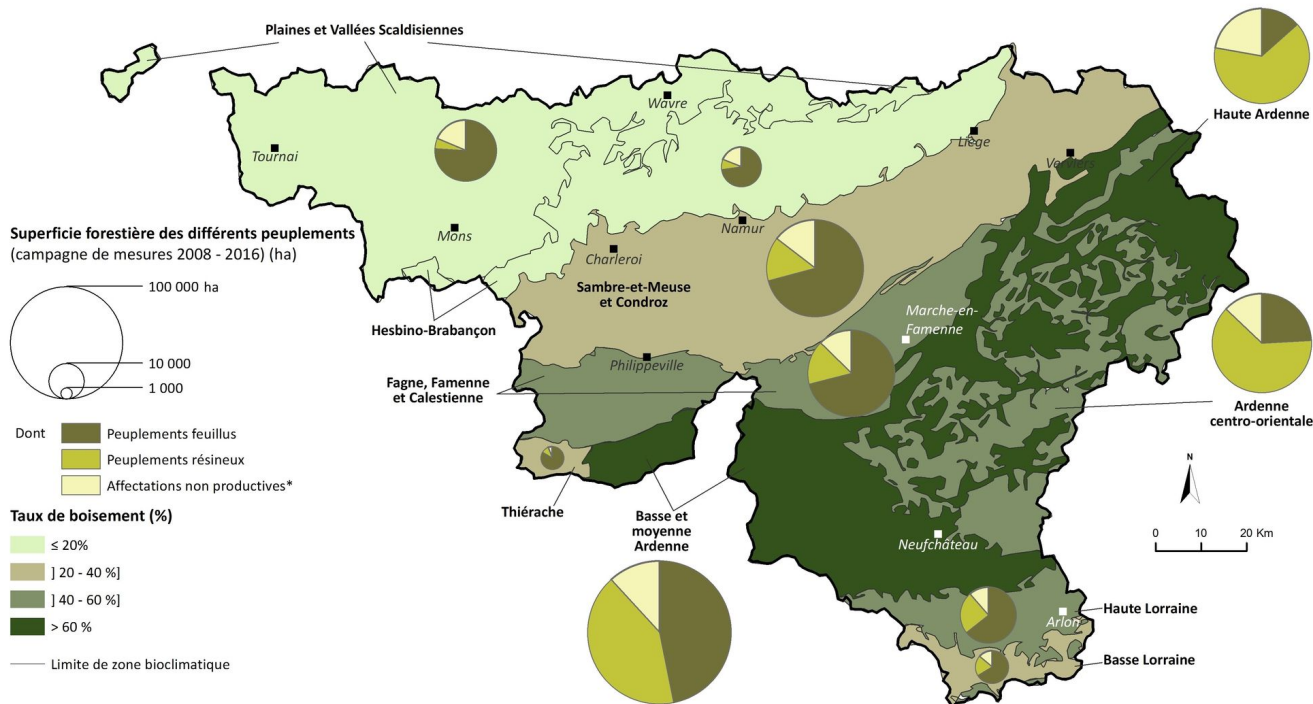 Plaines et Vallées Scaldisiennes
Wavre
Haute Ardenne
Tournai
Liège
Verviers
Superficie forestière des différents peuplements
(campagne de mesures 2008 - 2016) (ha)
Mons
Namur
Charleroi
100 000 ha
Sambre-et-Meuse
et Condroz
Marche-en-
Famenne
Hesbino-Brabançon
10 000
1 000
Philippeville
Fagne, Famenne
et Calestienne
Ardenne
centro-orientale
Dont
Peuplements feuillus
Peuplements résineux
Affectations non productives*
N
Thiérache
Basse et
moyenne
Ardenne
Taux de boisement (%)
≤ 20%
] 20 - 40 %]
] 40 - 60 %]
> 60 %
Neufchâteau
0 10 20 Km
Haute Lorraine
Arlon
Basse Lorraine
Limite de zone bioclimatique